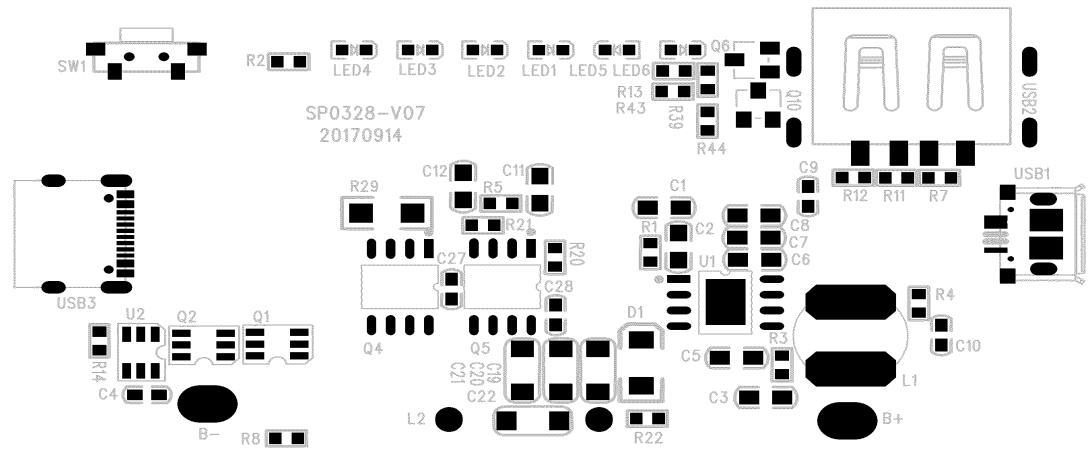 SW1
R2
LED4
LED3
LED2
LED1
LED5
LED6
Q6
R13
R43
R39
R44
Q10
USB2
SP0328-V07
20170914
R12
R11
R7
C9
USB1
C12
C11
R29
R5
R21
C1
R1
C2
C8
C7
C6
U1
R20
C27
C28
USB3
U2
Q2
Q1
Q4
Q5
D1
R14
C4
B-
R8
C21
C20
C19
C22
L2
R22
C5
R3
C3
L1
R4
C10
B+